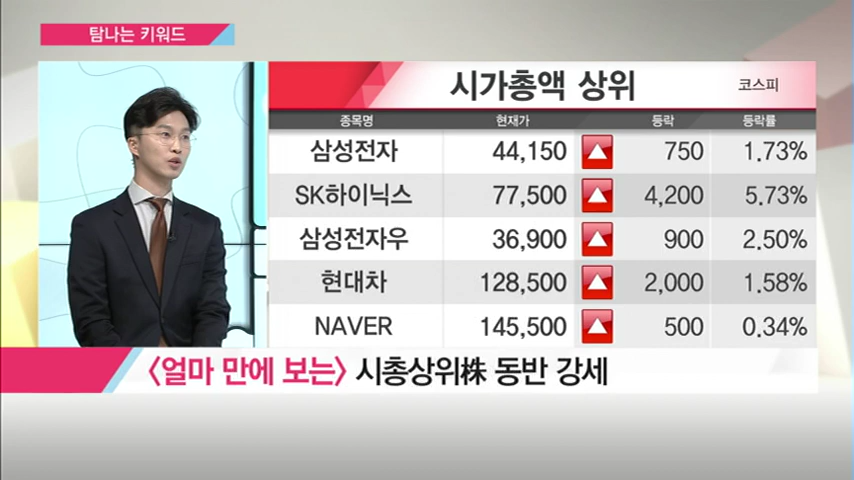 탐나는 키워드
시가총액 상위 코스피
종목명 현재가 등락 등락률
삼성전자 44,150 ▲ 750 1.73%
SK하이닉스 77,500 ▲ 4,200 5.73%
삼성전자우 36,900 ▲ 900 2.50%
현대차 128,500 ▲ 2,000 1.58%
NAVER 145,500 ▲ 500 0.34%
〈얼마 만에 보는〉 시총상위株 동반 강세